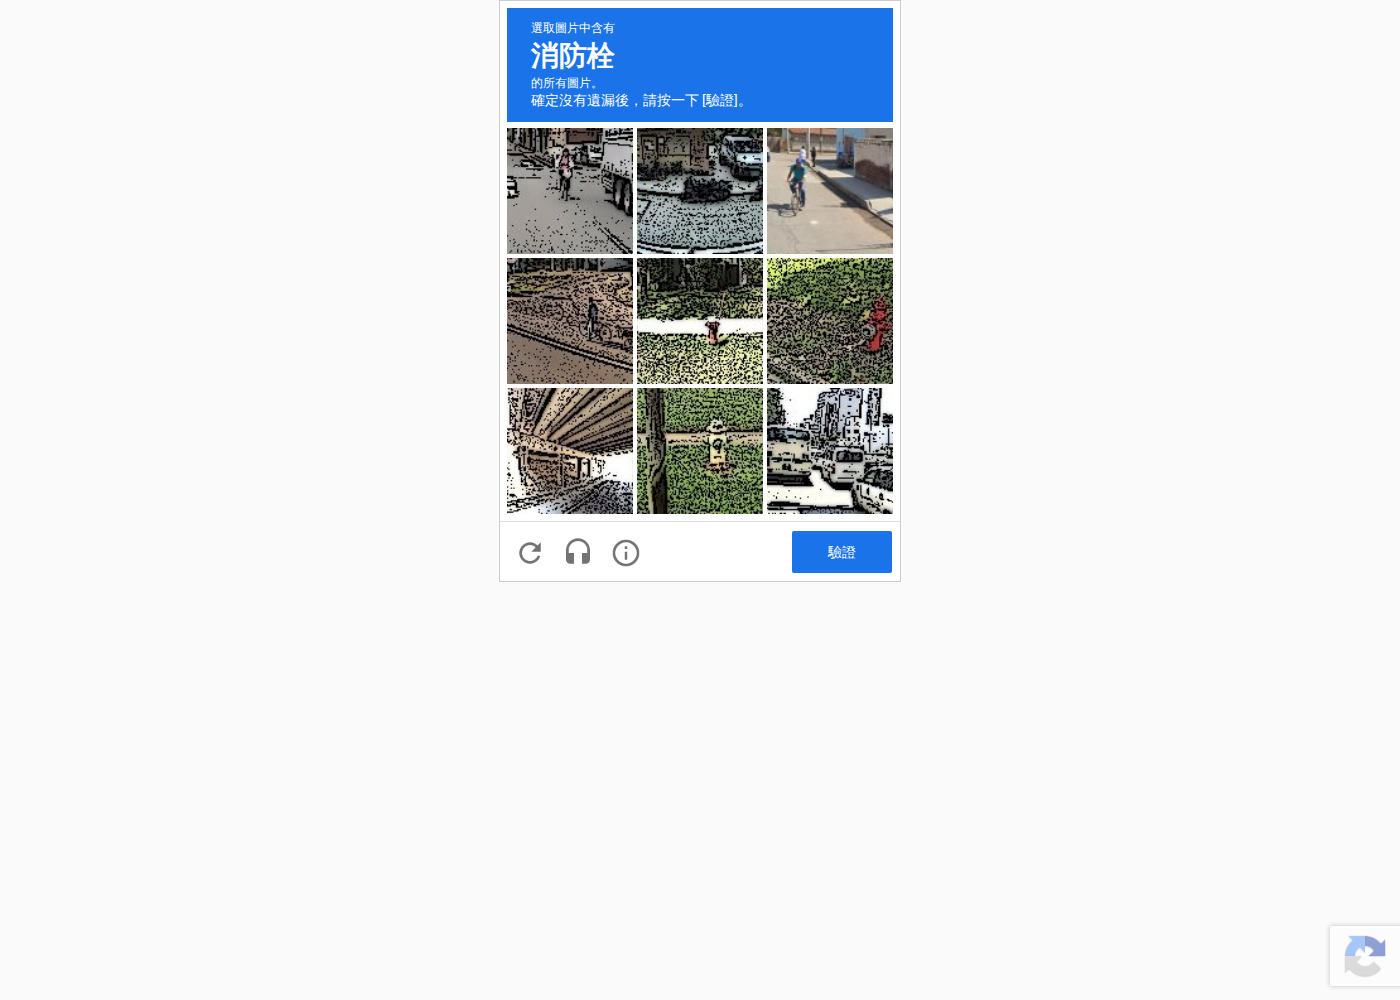 選取圖片中含有
消防栓
的所有圖片。
確定沒有遺漏後，請按一下 [驗證]。
驗證